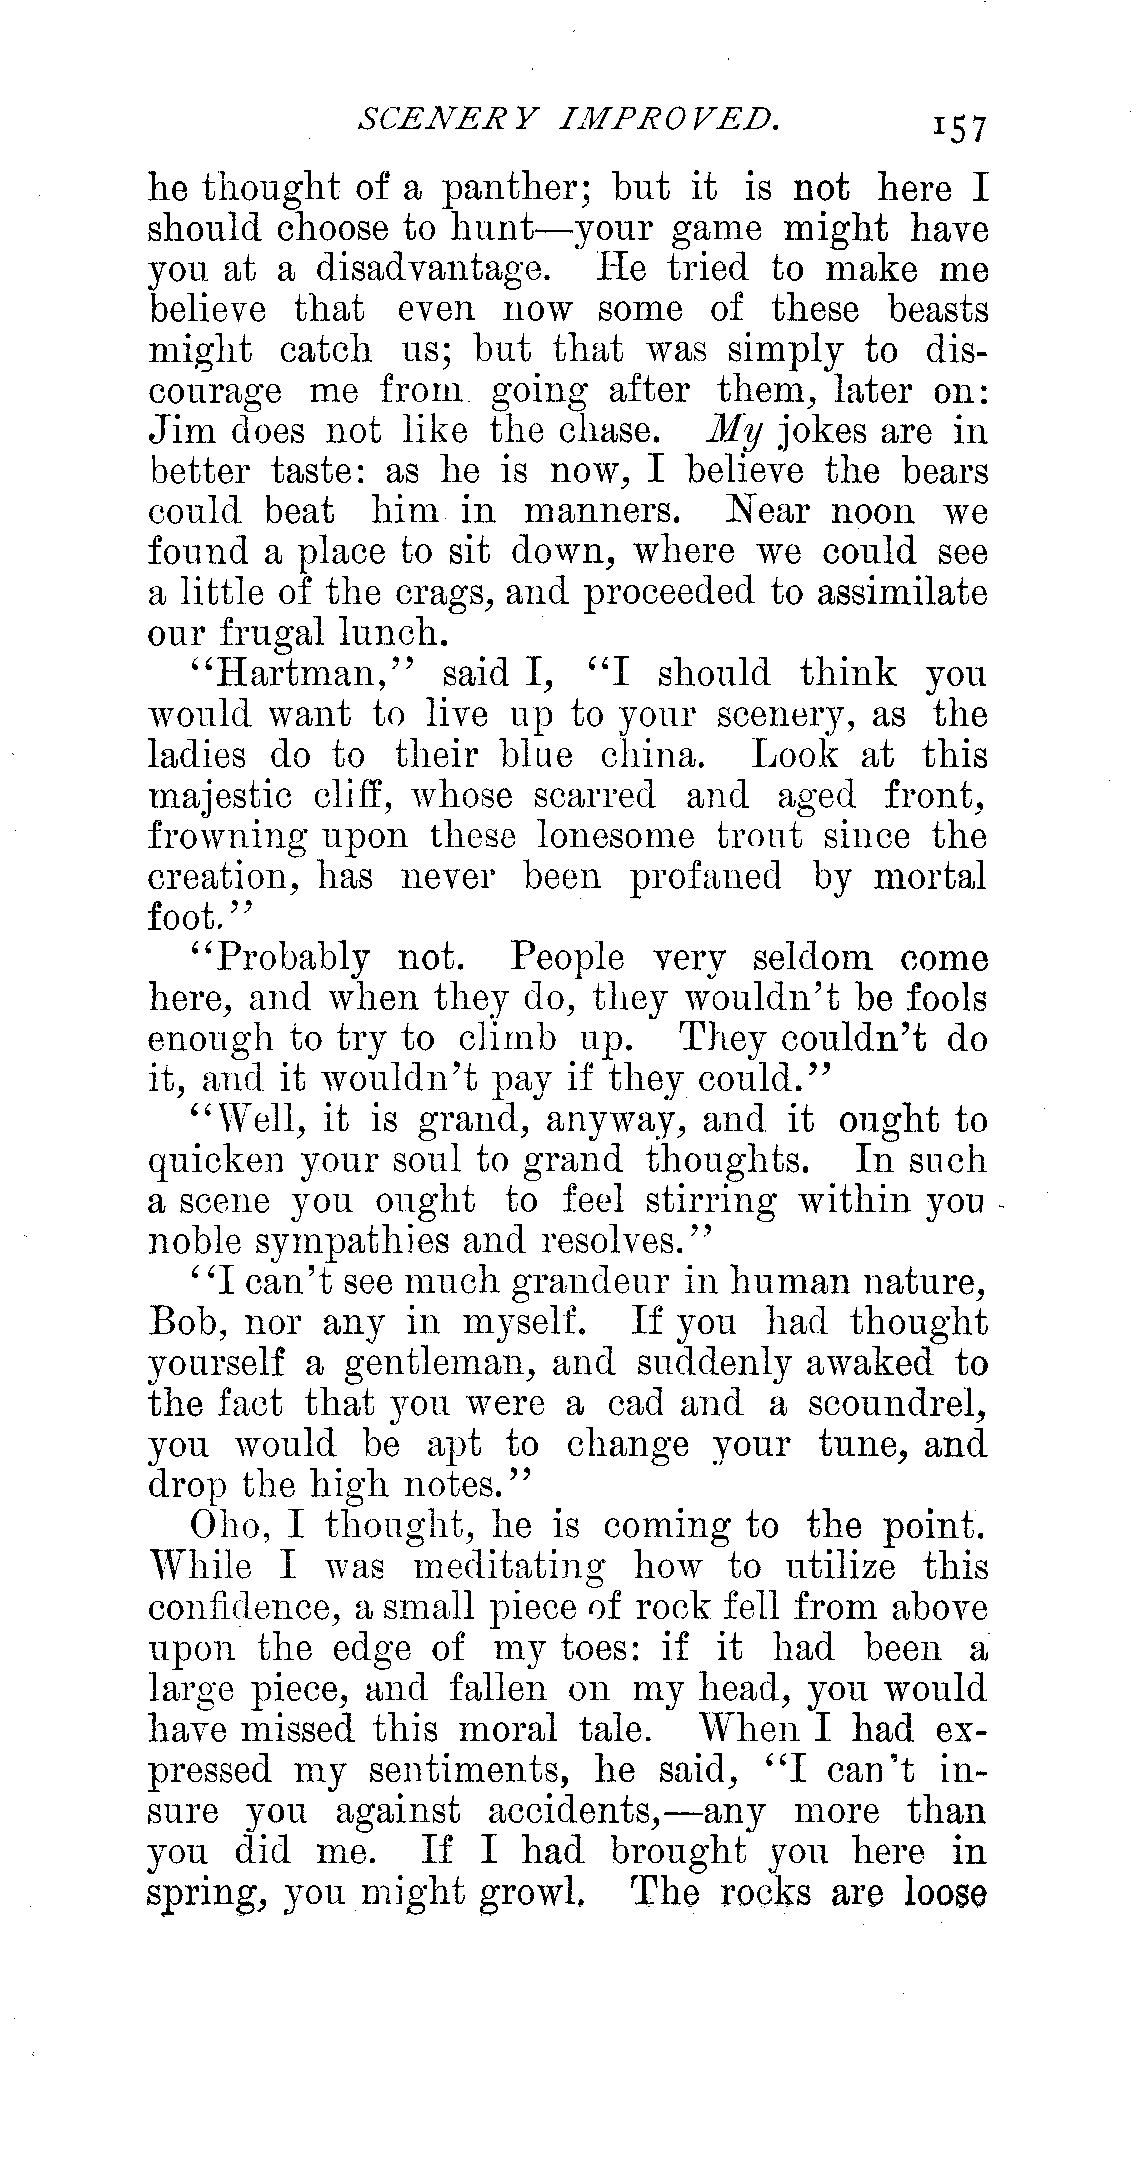 SCENERY IMPROVED. 157
he thought of a panther; but it is not here I
should choose to hunt—your game might have
you at a disadvantage. He tried to make me
believe that even now some of these beasts
might catch us; but that was simply to dis-
courage me from going after them, later on:
Jim does not like the chase. My jokes are in
better taste: as he is now, I believe the bears
could beat him in manners. Near noon we
found a place to sit down, where we could see
a little of the crags, and proceeded to assimilate
our frugal lunch.
"Hartman," said I, "I should think you
would want to live up to your scenery, as the
ladies do to their blue china. Look at this
majestic cliff, whose scarred and aged front,
frowning upon these lonesome trout since the
creation, has never been profaned by mortal
foot."
"Probably not. People very seldom come
here, and when they do, they wouldn't be fools
enough to try to climb up. They couldn't do
it, and it wouldn't pay if they could."
"Well, it is grand, anyway, and it ought to
quicken your soul to grand thoughts. In such
a scene you ought to feel stirring within you
noble sympathies and resolves."
"I can't see much grandeur in human nature,
Bob, nor any in myself. If you had thought
yourself a gentleman, and suddenly awaked to
the fact that you were a cad and a scoundrel,
you would be apt to change your tune, and
drop the high notes."
Oho, I thought, he is coming to the point.
While I was meditating how to utilize this
confidence, a small piece of rock fell from above
upon the edge of my toes: if it had been a
large piece, and fallen on my head, you would
have missed this moral tale. When I had ex-
pressed my sentiments, he said, "I can't in-
sure you against accidents,—any more than
you did me. If I had brought you here in
spring, you might growl. The rocks are loose